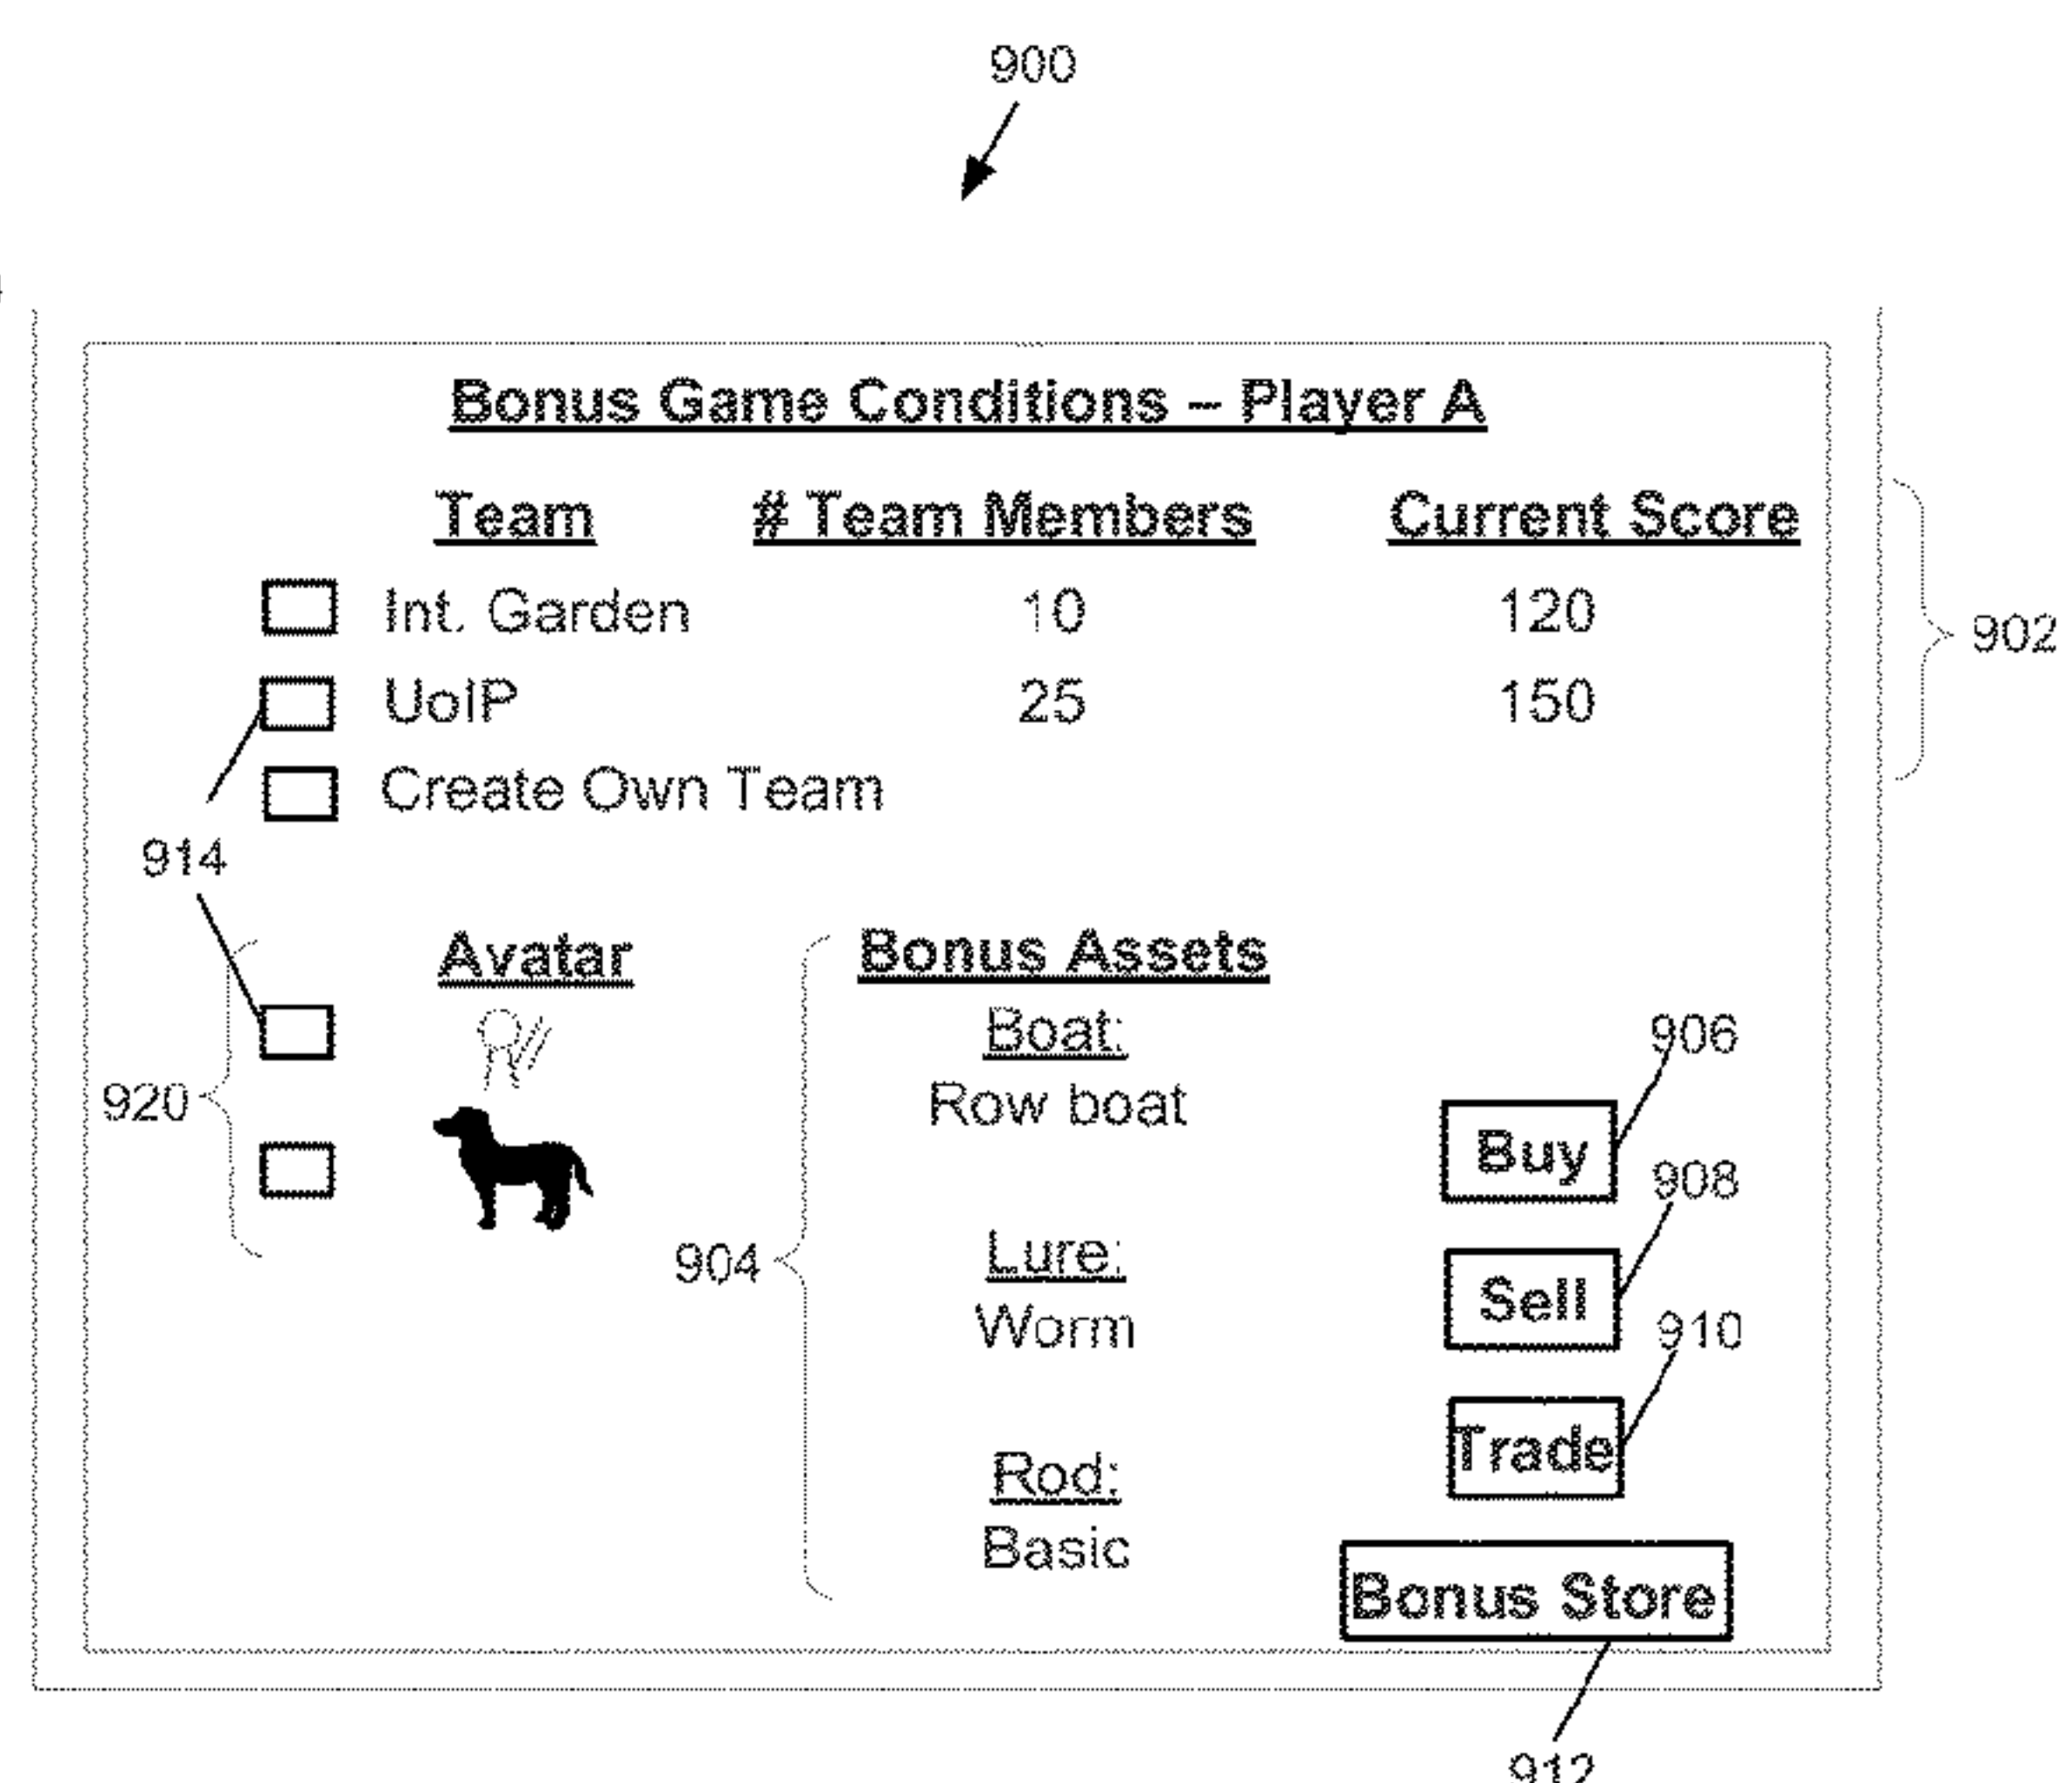 900
Bonus Game Conditions – Player A
Team # Team Members Current Score
Int. Garden 10 120
902
UoIP 25 150
Create Own Team
914
Avatar Bonus Assets
Boat:
906
Row boat
920
Buy
908
Lure:
904
Sell
Worm
910
Trade
Rod:
Basic
Bonus Store
912